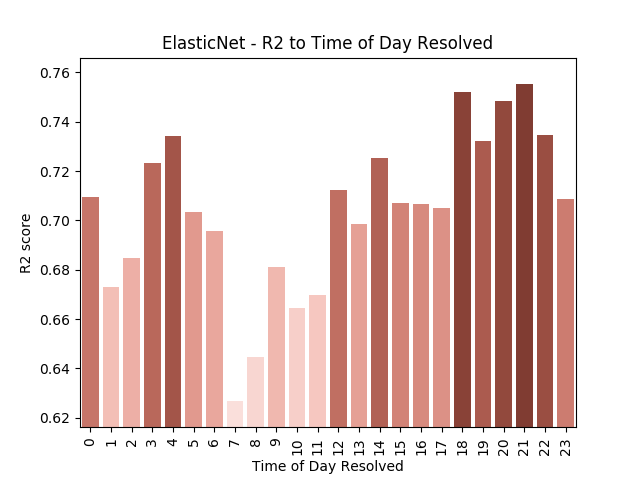 ElasticNet - R2 to Time of Day Resolved
R2 score
0.76
0.74
0.72
0.70
0.68
0.66
0.64
0.62
0 1 2 3 4 5 6 7 8 9 10 11 12 13 14 15 16 17 18 19 20 21 22 23
Time of Day Resolved